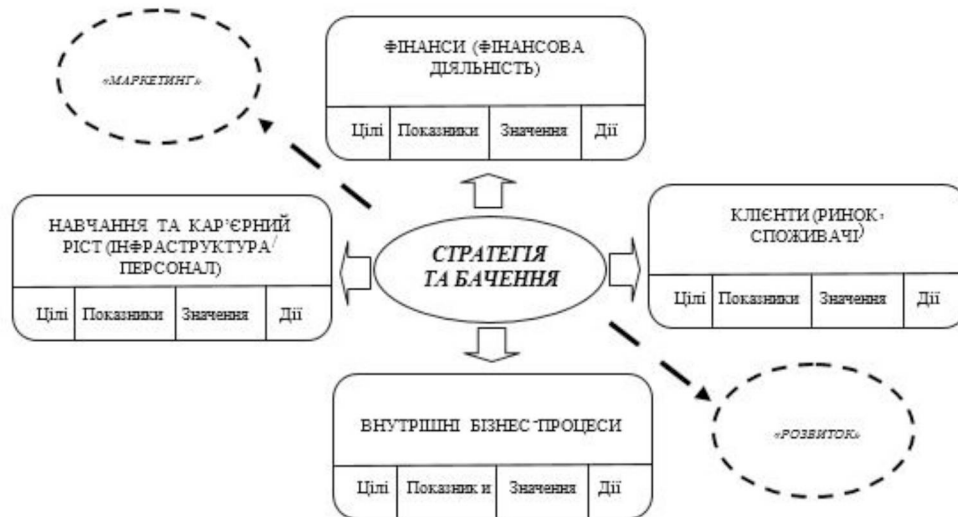 «МАРКЕТИНГ»
ФІНАНСИ (ФІНАНСОВА
ДІЯЛЬНІСТЬ)
Цілі Показники Значення Дії
НАВЧАННЯ ТА КАР’ЄРНИЙ
РІСТ (ІНФРАСТРУКТУРА/
ПЕРСОНАЛ)
Цілі Показники Значення Дії
СТРАТЕГІЯ
ТА БАЧЕННЯ
КЛІЄНТИ (РИНОК,
СПОЖИВАЧІ)
Цілі Показники Значення Дії
ВНУТРІШНІ БІЗНЕС-ПРОЦЕСИ
Цілі Показник и Значення Дії
«РОЗВИТОК»